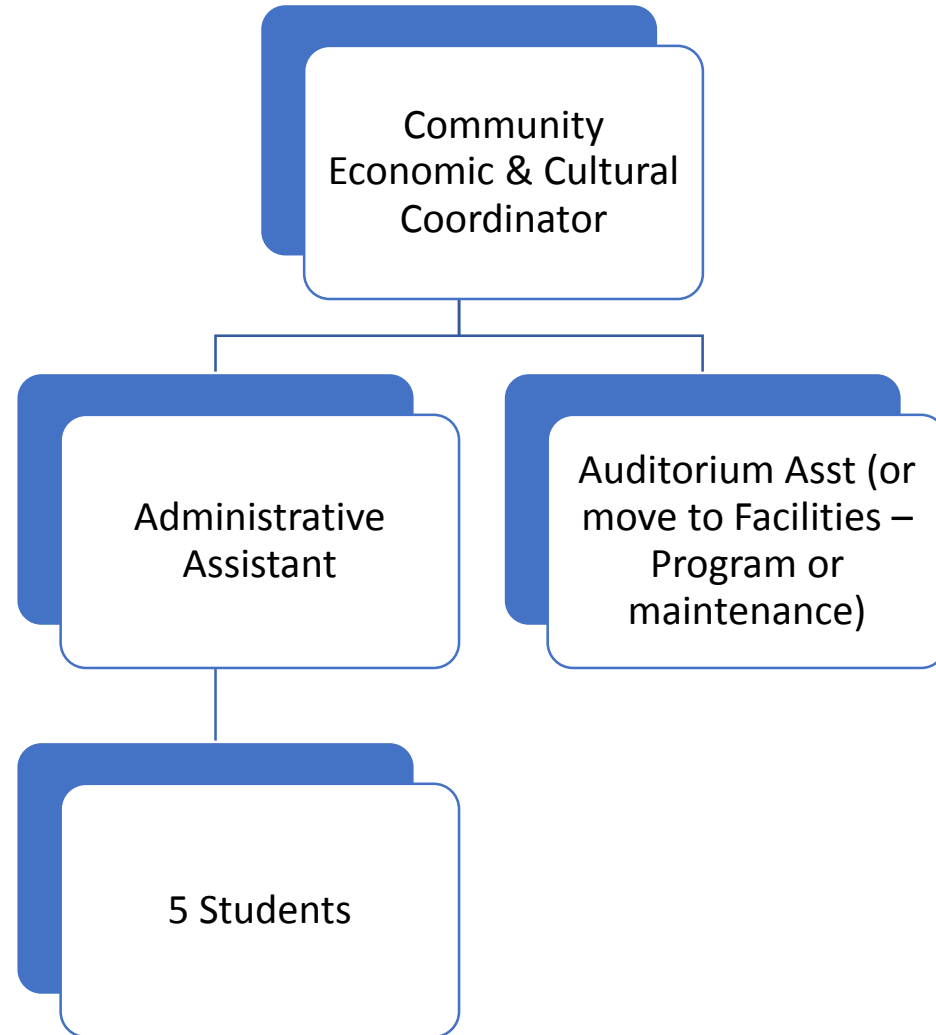 Community
Economic & Cultural
Coordinator
Administrative
Assistant
Auditorium Asst (or
move to Facilities –
Program or
maintenance)
5 Students